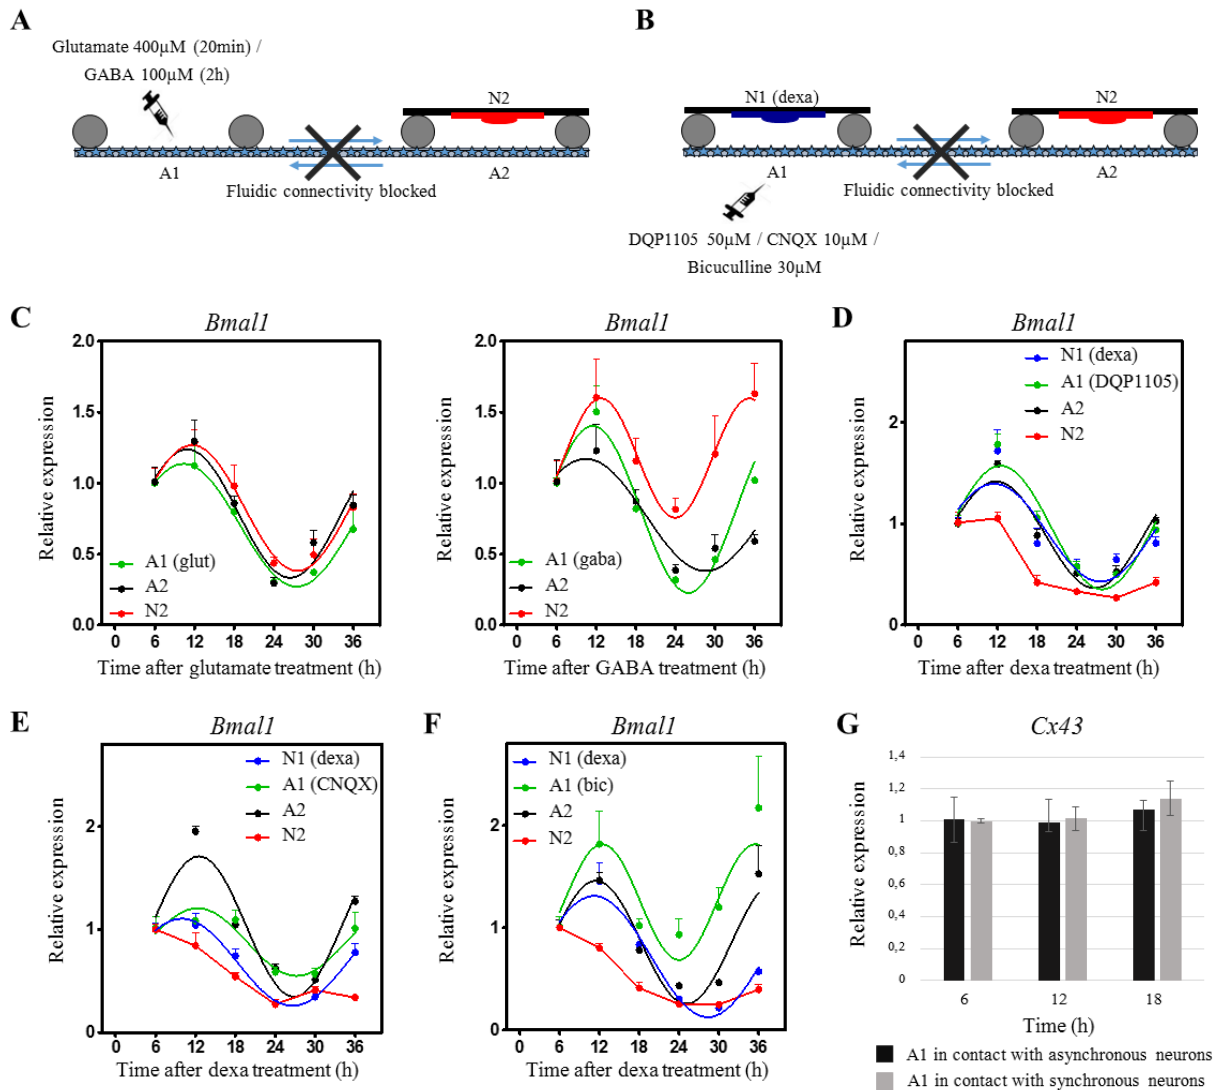 A
Glutamate 400µM (20min) /
GABA 100µM (2h)
N2
A1
A2
Fluidic connectivity blocked
B
N1 (dexa)
N2
A1
A2
Fluidic connectivity blocked
DQP1105 50µM / CNQX 10µM /
Bicuculline 30µM
C
Bmal1
Relative expression
2.0
1.5
1.0
0.5
0.0
A1 (glut)
A2
N2
0 6 12 18 24 30 36
Time after glutamate treatment (h)
Bmal1
Relative expression
2.0
1.5
1.0
0.5
0.0
A1 (gaba)
A2
N2
0 6 12 18 24 30 36
Time after GABA treatment (h)
D
Bmal1
N1 (dexa)
A1 (DQP1105)
A2
N2
Relative expression
2
1
0
0 6 12 18 24 30 36
Time after dexa treatment (h)
E
Bmal1
N1 (dexa)
A1 (CNQX)
A2
N2
Relative expression
2
1
0
0 6 12 18 24 30 36
Time after dexa treatment (h)
F
Bmal1
N1 (dexa)
A1 (bic)
A2
N2
Relative expression
2
1
0
0 6 12 18 24 30 36
Time after dexa treatment (h)
G
Cx43
Relative expression
1,4
1,2
1
0,8
0,6
0,4
0,2
0
6 12 18
Time (h)
A1 in contact with asynchronous neurons
A1 in contact with synchronous neurons